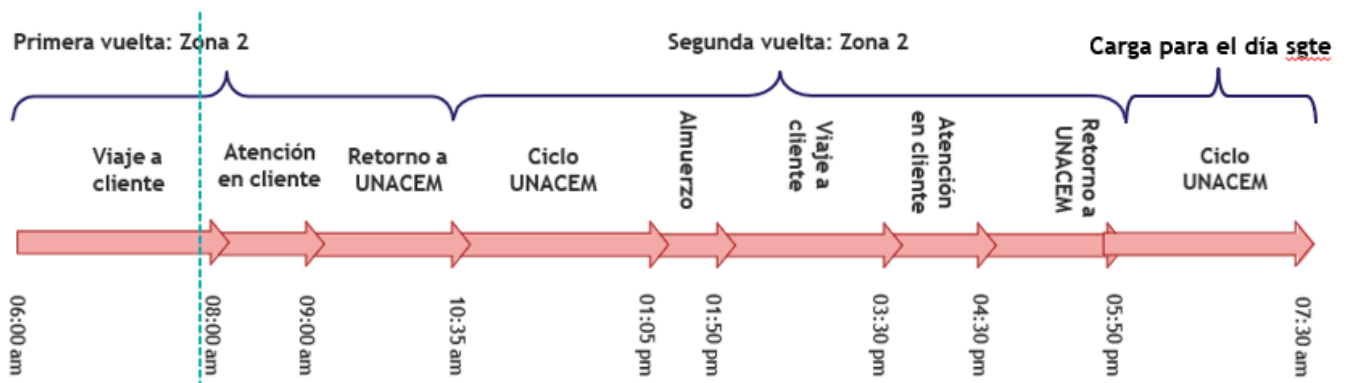 Primera vuelta: Zona 2
Segunda vuelta: Zona 2
Carga para el día sgte
Viaje a
cliente
Atención
en cliente
Retorno a
UNACEM
Ciclo
UNACEM
Almuerzo
Viaje a
cliente
Atención
en cliente
Retorno a
UNACEM
Ciclo
UNACEM
06:00 am
08:00 am
09:00 am
10:35 am
01:05 pm
01:50 pm
03:30 pm
04:30 pm
05:50 pm
07:30 am